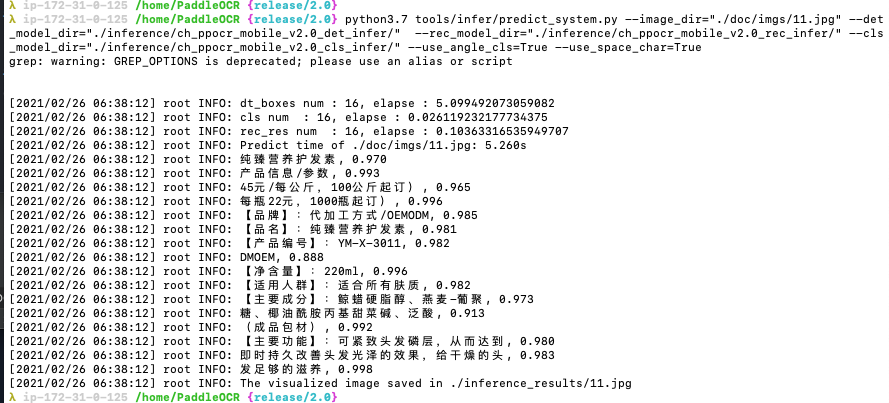 λ ip-172-31-0-125 /home/PaddleOCR {release/2.0}
λ ip-172-31-0-125 /home/PaddleOCR {release/2.0} python3.7 tools/infer/predict_system.py --image_dir="./doc/imgs/11.jpg" --det
_model_dir="./inference/ch_ppocr_mobile_v2.0_det_infer/"  --rec_model_dir="./inference/ch_ppocr_mobile_v2.0_rec_infer/" --cls
_model_dir="./inference/ch_ppocr_mobile_v2.0_cls_infer/" --use_angle_cls=True --use_space_char=True
grep: warning: GREP_OPTIONS is deprecated; please use an alias or script
[2021/02/26 06:38:12] root INFO: dt_boxes num : 16, elapse : 5.099492073059082
[2021/02/26 06:38:12] root INFO: cls num  : 16, elapse : 0.026119232177734375
[2021/02/26 06:38:12] root INFO: rec_res num  : 16, elapse : 0.10363316535949707
[2021/02/26 06:38:12] root INFO: Predict time of ./doc/imgs/11.jpg: 5.260s
[2021/02/26 06:38:12] root INFO: 纯臻营养护发素, 0.970
[2021/02/26 06:38:12] root INFO: 产品信息/参数, 0.993
[2021/02/26 06:38:12] root INFO: 45元/每公斤, 100公斤起订), 0.965
[2021/02/26 06:38:12] root INFO: 每瓶22元, 1000瓶起订), 0.996
[2021/02/26 06:38:12] root INFO: 【品牌】: 代加工方式/OEMODM, 0.985
[2021/02/26 06:38:12] root INFO: 【品名】: 纯臻营养护发素, 0.981
[2021/02/26 06:38:12] root INFO: 【产品编号】: YM-X-3011, 0.982
[2021/02/26 06:38:12] root INFO: DMOEM, 0.888
[2021/02/26 06:38:12] root INFO: 【净含量】: 220ml, 0.996
[2021/02/26 06:38:12] root INFO: 【适用人群】: 适合所有肤质, 0.982
[2021/02/26 06:38:12] root INFO: 【主要成分】: 鲸蜡硬脂醇、燕麦-葡聚, 0.973
[2021/02/26 06:38:12] root INFO: 糖、椰油酰胺丙基甜菜碱、泛酸, 0.913
[2021/02/26 06:38:12] root INFO: (成品包材), 0.992
[2021/02/26 06:38:12] root INFO: 【主要功能】: 可紧致头发磷层, 从而达到, 0.980
[2021/02/26 06:38:12] root INFO: 即时持久改善头发光泽的效果, 给干燥的头, 0.983
[2021/02/26 06:38:12] root INFO: 发足够的滋养, 0.998
[2021/02/26 06:38:12] root INFO: The visualized image saved in ./inference_results/11.jpg
λ ip-172-31-0-125 /home/PaddleOCR {release/2.0}